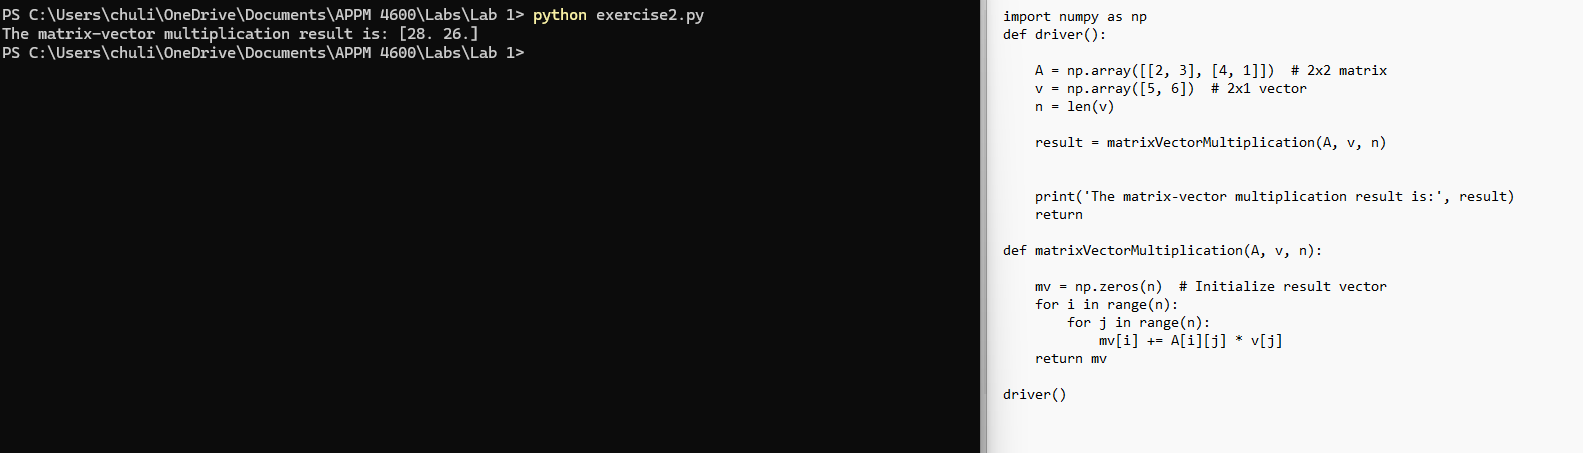 PS C:\Users\chuli\OneDrive\Documents\APPM 4600\Labs\Lab 1> python exercise2.py
The matrix-vector multiplication result is: [28. 26.]
PS C:\Users\chuli\OneDrive\Documents\APPM 4600\Labs\Lab 1>
import numpy as np
def driver():

    A = np.array([[2, 3], [4, 1]])  # 2x2 matrix
    v = np.array([5, 6])  # 2x1 vector
    n = len(v)

    result = matrixVectorMultiplication(A, v, n)


    print('The matrix-vector multiplication result is:', result)
    return

def matrixVectorMultiplication(A, v, n):

    mv = np.zeros(n)  # Initialize result vector
    for i in range(n):
        for j in range(n):
            mv[i] += A[i][j] * v[j]
    return mv

driver()